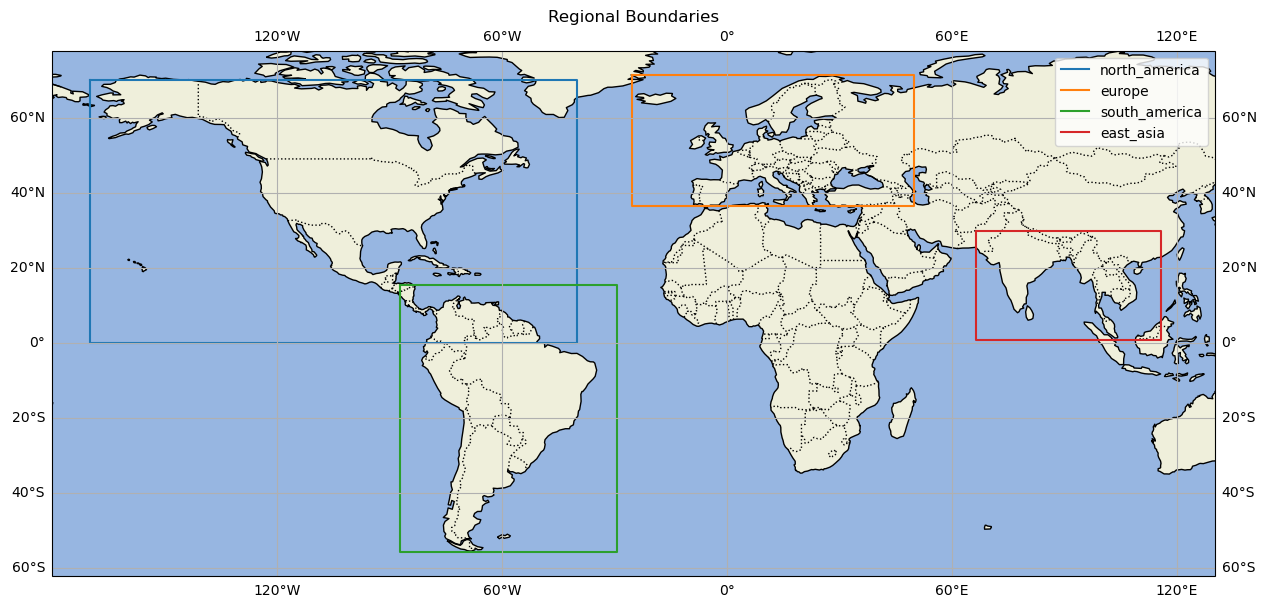 Regional Boundaries
120°W 60°W 0° 60°E 120°E
north_america
europe
south_america
east_asia
60°N 60°N
40°N 40°N
20°N 20°N
0° 0°
20°S 20°S
40°S 40°S
60°S 60°S
120°W 60°W 0° 60°E 120°E